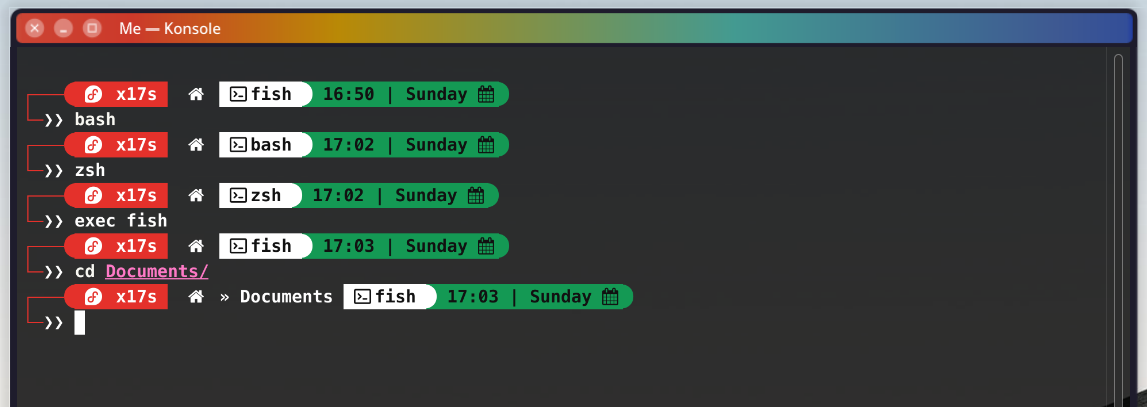 Me — Konsole
x17s fish 16:50 | Sunday
❯❯ bash
x17s bash 17:02 | Sunday
❯❯ zsh
x17s zsh 17:02 | Sunday
❯❯ exec fish
x17s fish 17:03 | Sunday
❯❯ cd Documents/
x17s » Documents fish 17:03 | Sunday
❯❯